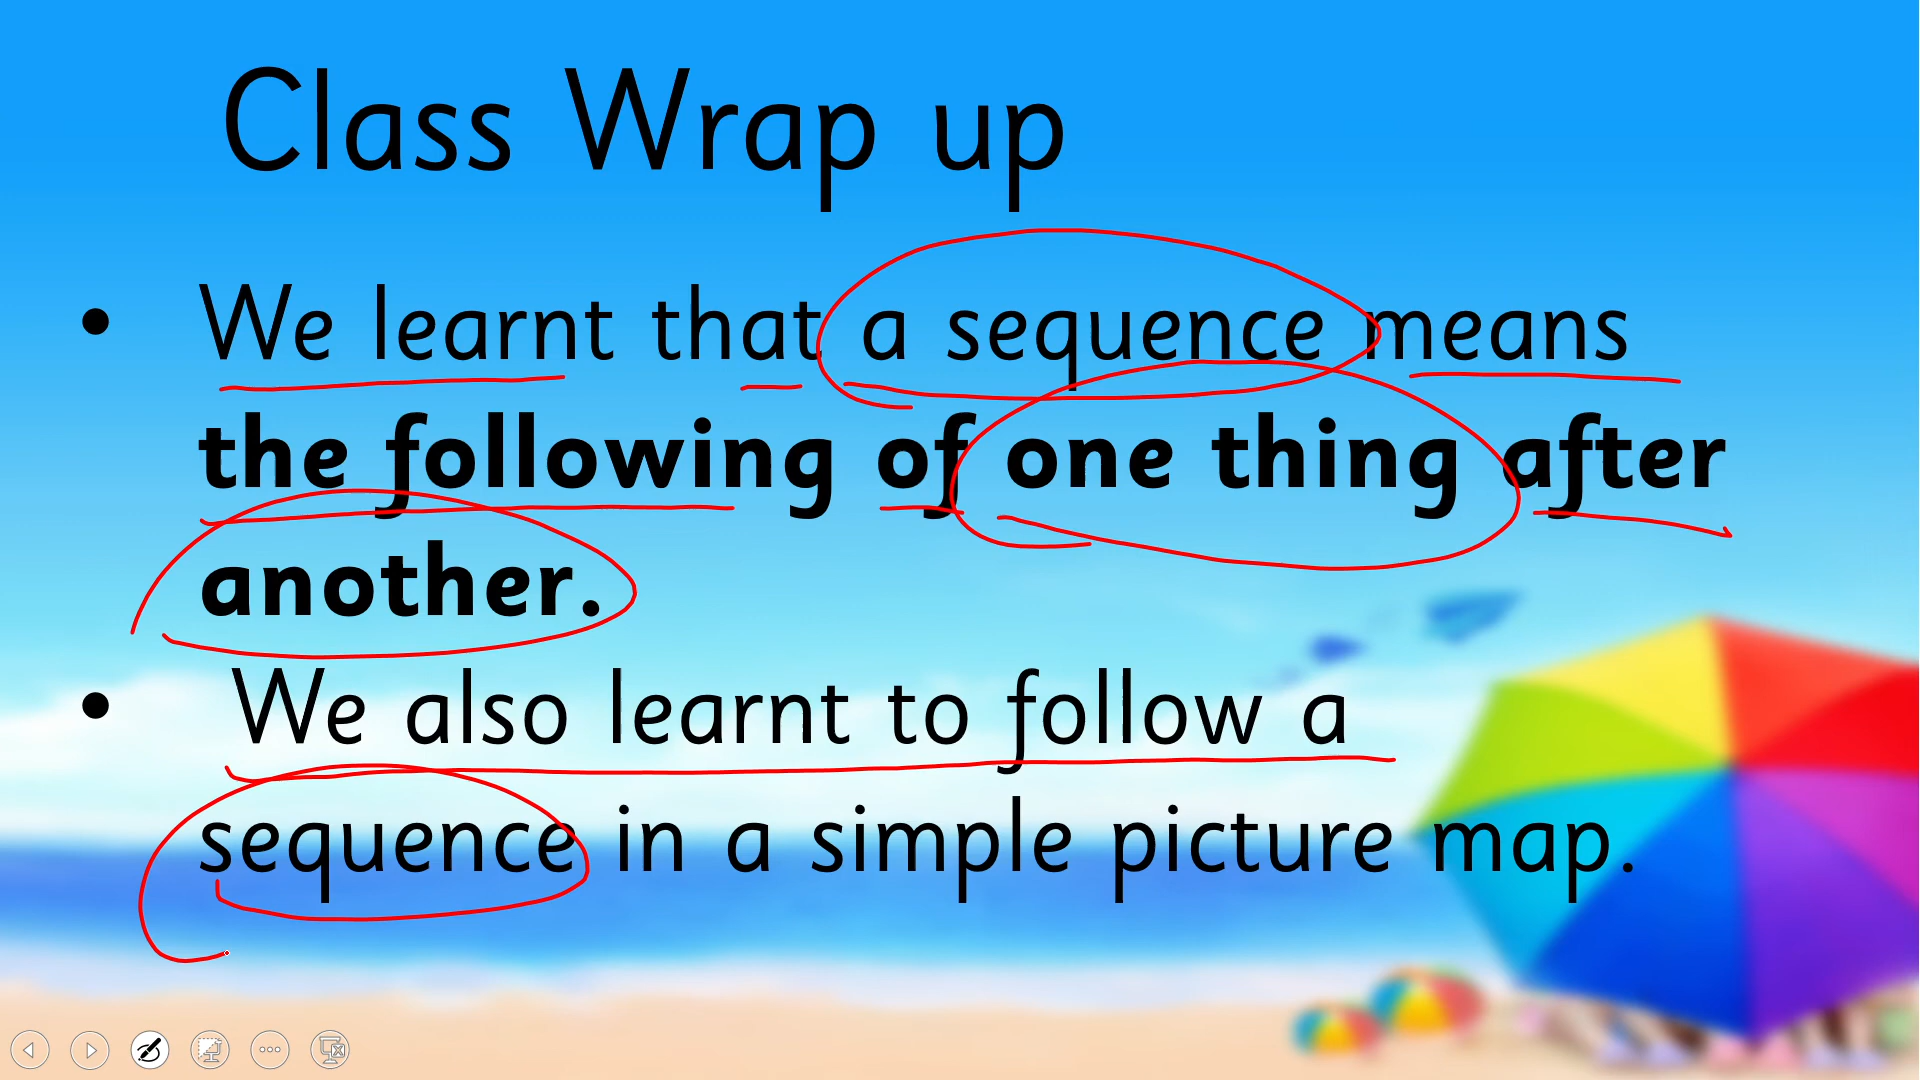 Class Wrap up
• We learnt that a sequence means
the following of one thing after
another.
• We also learnt to follow a
sequence in a simple picture map.